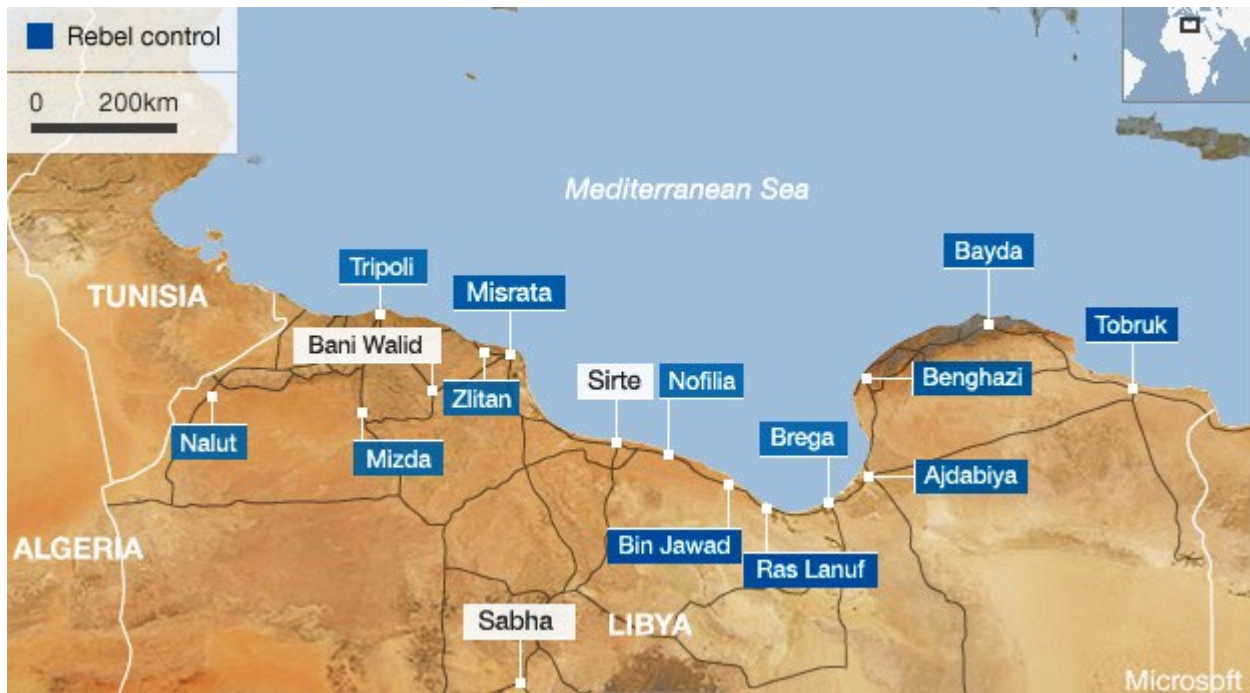 Rebel control
0 200km
Mediterranean Sea
Bayda
Tripoli
Misrata
TUNISIA
Tobruk
Bani Walid
Sirte
Nofilia
Benghazi
Zlitan
Brega
Nalut
Mizda
Ajdabiya
ALGERIA
Bin Jawad
Ras Lanuf
Sabha
LIBYA
Microsoft